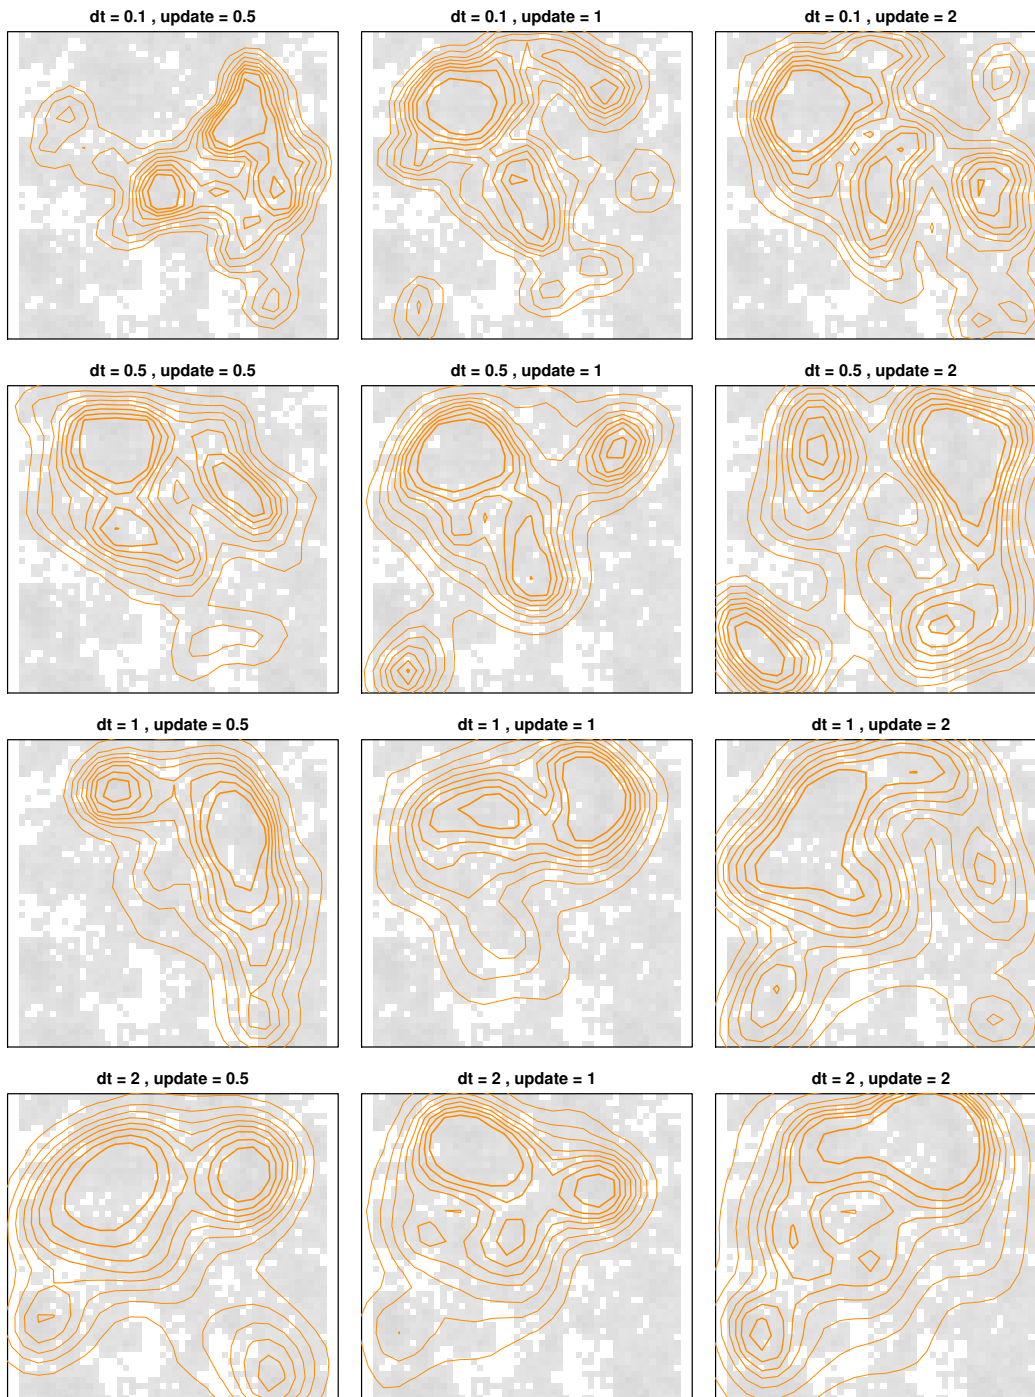 dt = 0.1 , update = 0.5
dt = 0.1 , update = 1
dt = 0.1 , update = 2
dt = 0.5 , update = 0.5
dt = 0.5 , update = 1
dt = 0.5 , update = 2
dt = 1 , update = 0.5
dt = 1 , update = 1
dt = 1 , update = 2
dt = 2 , update = 0.5
dt = 2 , update = 1
dt = 2 , update = 2